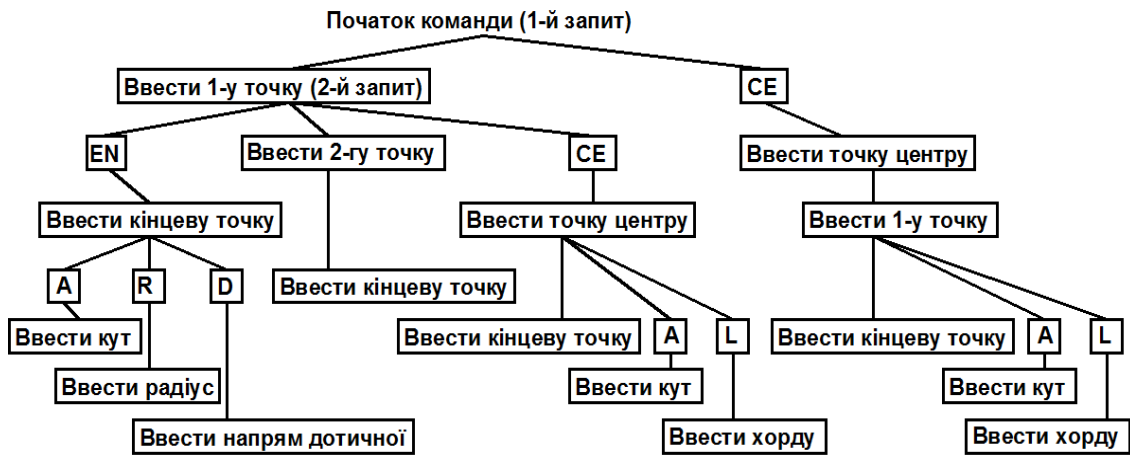 Початок команди (1-й запит)
Ввести 1-у точку (2-й запит)
CE
EN
Ввести 2-гу точку
CE
Ввести точку центру
Ввести кінцеву точку
Ввести точку центру
Ввести 1-у точку
A
R
D
Ввести кінцеву точку
Ввести кут
Ввести кінцеву точку
A
L
Ввести кінцеву точку
A
L
Ввести радіус
Ввести кут
Ввести кут
Ввести напрям дотичної
Ввести хорду
Ввести хорду